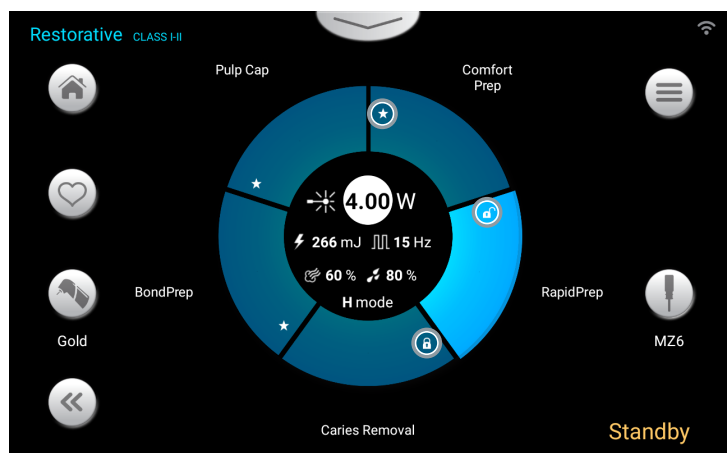 Restorative CLASS I-II
Pulp Cap
Comfort
Prep
4.00 W
266 mJ 15 Hz
60 % 80 %
H mode
BondPrep
RapidPrep
Gold
MZ6
Caries Removal
Standby